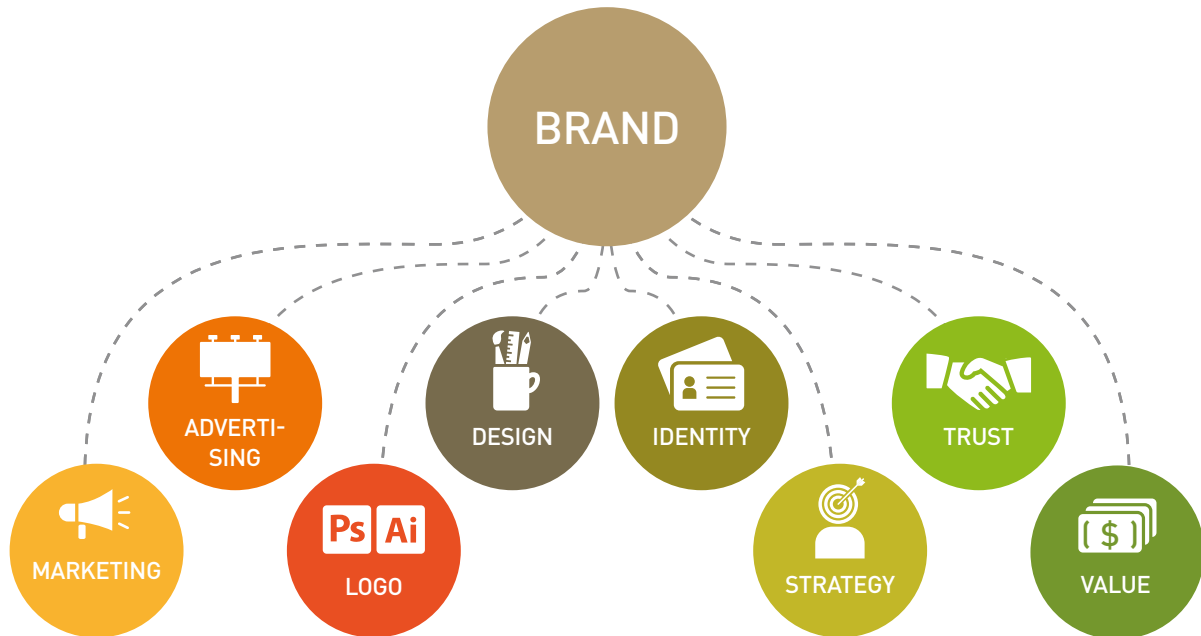 BRAND
ADVERTI-
SING
DESIGN
IDENTITY
TRUST
MARKETING
Ps Ai
LOGO
STRATEGY
$
VALUE